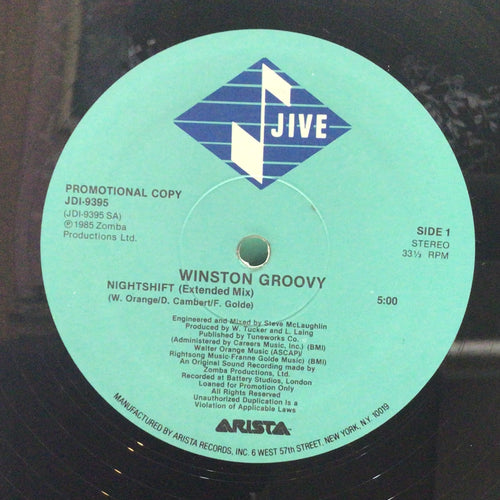 JIVE
PROMOTIONAL COPY
JDI-9395
(JDI-9395 SA)
℗ 1985 Zomba
Productions Ltd.
SIDE 1
STEREO
33⅓ RPM
WINSTON GROOVY
NIGHTSHIFT (Extended Mix) 5:00
(W. Orange/D. Cambert/F. Golde)
Engineered and Mixed by Steve McLaughlin
Produced by W. Tucker and L. Laing
Published by Tuneworks Co.
(Administered by Careers Music, Inc.) (BMI)
Walter Orange Music (ASCAP)/
Rightsong Music-Franne Golde Music) (BMI)
An Original Sound Recording made by
Zomba Productions, Ltd.
Recorded at Battery Studios, London
Loaned for Promotion Only
All Rights Reserved
Unauthorized Duplication is a
Violation of Applicable Laws
ARISTA
MANUFACTURED BY ARISTA RECORDS, INC. 6 WEST 57th STREET. NEW YORK, N.Y. 10019